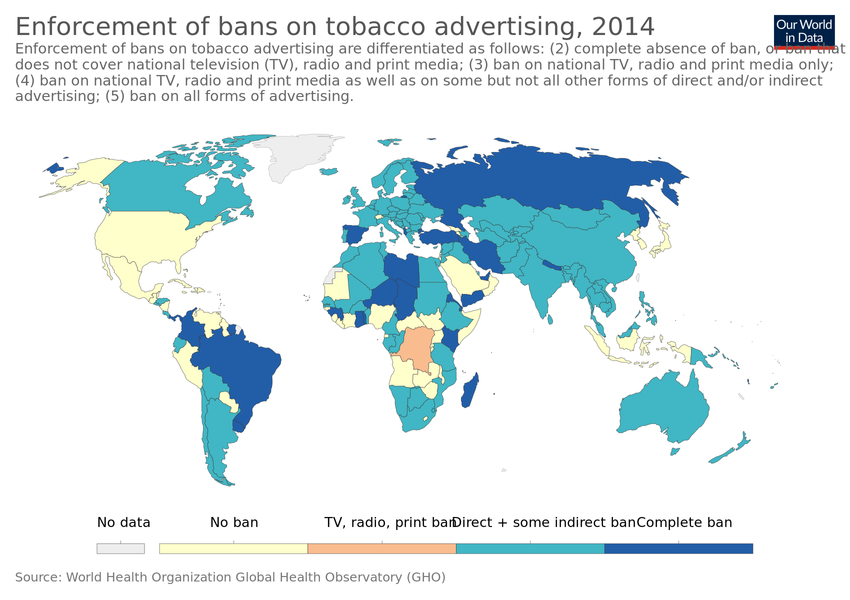 Enforcement of bans on tobacco advertising, 2014
Our World
in Data
Enforcement of bans on tobacco advertising are differentiated as follows: (2) complete absence of ban, or ban that
does not cover national television (TV), radio and print media; (3) ban on national TV, radio and print media only;
(4) ban on national TV, radio and print media as well as on some but not all other forms of direct and/or indirect
advertising; (5) ban on all forms of advertising.
No data
No ban
TV, radio, print ban
Direct + some indirect ban
Complete ban
Source: World Health Organization Global Health Observatory (GHO)